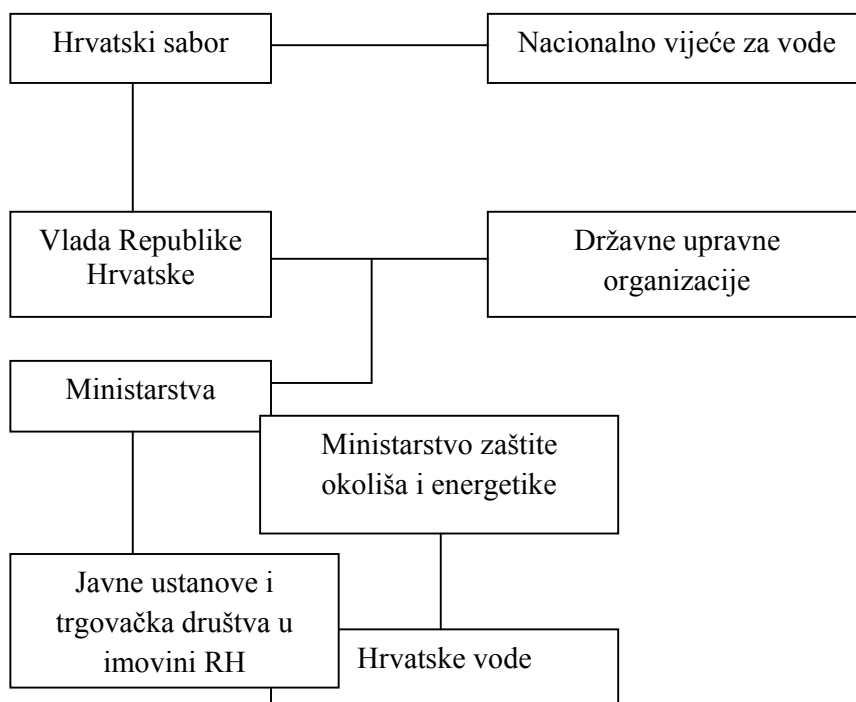 Hrvatski sabor
Nacionalno vijeće za vode
Vlada Republike
Hrvatske
Državne upravne
organizacije
Ministarstva
Ministarstvo zaštite
okoliša i energetike
Javne ustanove i
trgovačka društva u
imovini RH
Hrvatske vode